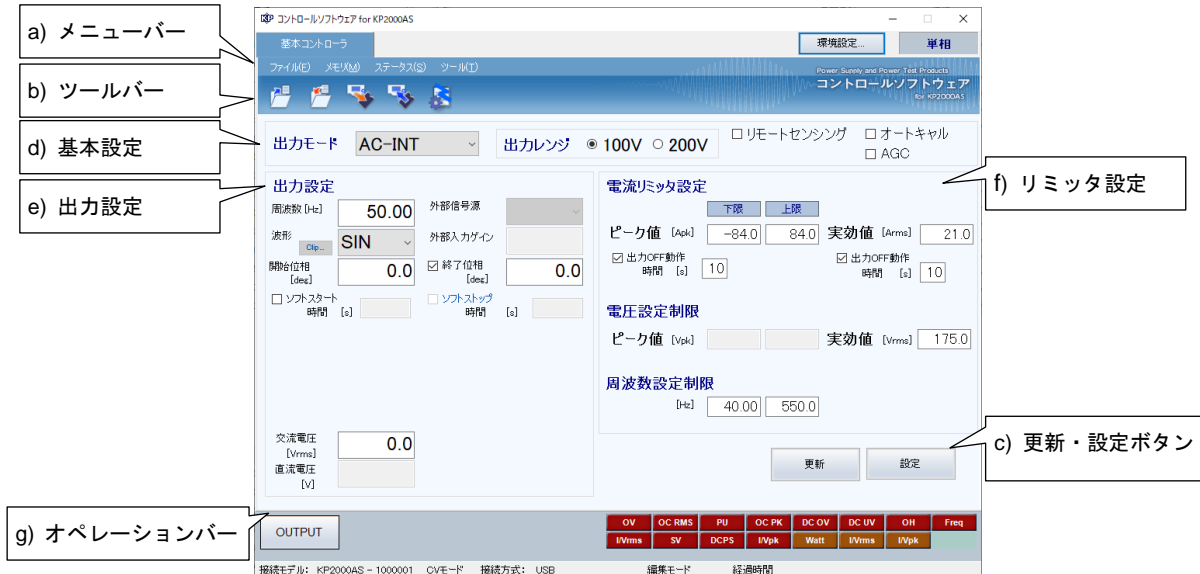 a) メニューバー
b) ツールバー
d) 基本設定
e) 出力設定
f) リミッタ設定
c) 更新・設定ボタン
g) オペレーションバー
コントロールソフトウェア for KP2000AS
基本コントローラ
環境設定...
単相
ファイル(F) メモリ(M) ステータス(S) ツール(T)
Power Supply and Power Test Products
コントロールソフトウェア
for KP2000AS
出力モード AC-INT 出力レンジ 100V 200V リモートセンシング オートキャル
AGC
出力設定
周波数 [Hz] 50.00 外部信号源
波形 Clip... SIN 外部入力ゲイン
開始位相 [deg] 0.0 終了位相 [deg] 0.0
ソフトスタート 時間 [s] ソフトストップ 時間 [s]
交流電圧 [Vrms] 0.0
直流電圧 [V]
電流リミッタ設定
下限 上限
ピーク値 [Apk] -84.0 84.0 実効値 [Arms] 21.0
出力OFF動作 時間 [s] 10 出力OFF動作 時間 [s] 10
電圧設定制限
ピーク値 [Vpk] 実効値 [Vrms] 175.0
周波数設定制限
[Hz] 40.00 550.0
更新 設定
OUTPUT
OV OC RMS PU OC PK DC OV DC UV OH Freq
I/Vrms SV DCPS I/Vpk Watt I/Vrms I/Vpk
接続モデル: KP2000AS - 1000001 CVモード 接続方式: USB 編集モード 経過時間